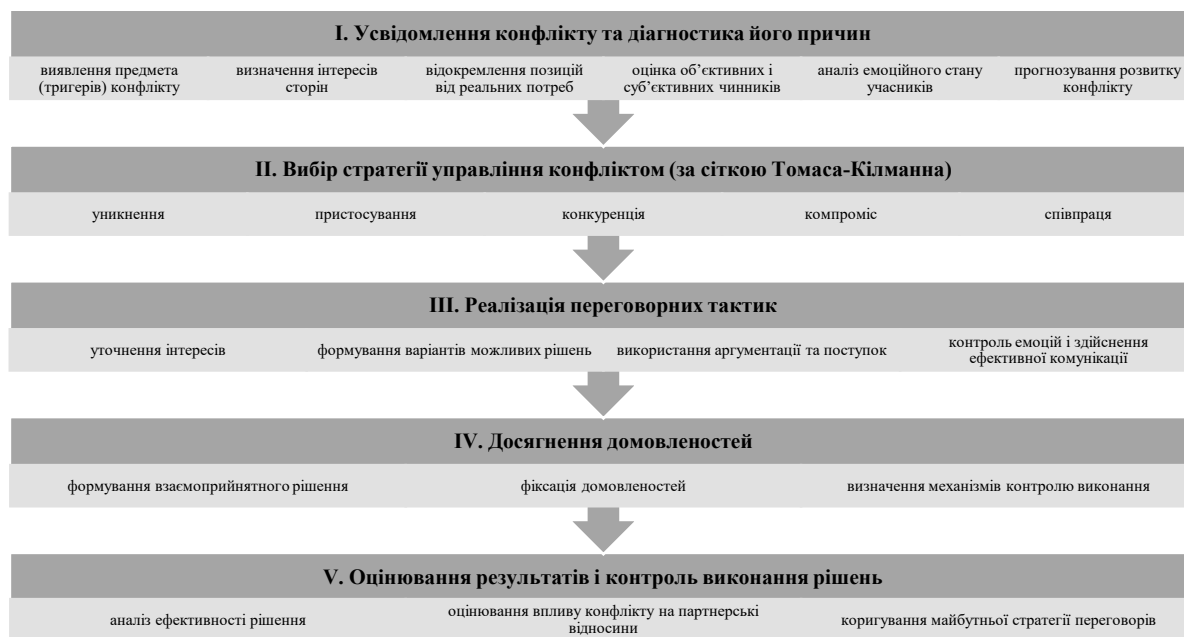 I. Усвідомлення конфлікту та діагностика його причин
виявлення предмета
(тригерів) конфлікту
визначення інтересів
сторін
відокремлення позицій
від реальних потреб
оцінка об’єктивних і
суб’єктивних чинників
аналіз емоційного стану
учасників
прогнозування розвитку
конфлікту
II. Вибір стратегії управління конфліктом (за сіткою Томаса-Кілманна)
уникнення
пристосування
конкуренція
компроміс
співпраця
III. Реалізація переговорних тактик
уточнення інтересів
формування варіантів можливих рішень
використання аргументації та поступок
контроль емоцій і здійснення
ефективної комунікації
IV. Досягнення домовленостей
формування взаємоприйнятного рішення
фіксація домовленостей
визначення механізмів контролю виконання
V. Оцінювання результатів і контроль виконання рішень
аналіз ефективності рішення
оцінювання впливу конфлікту на партнерські
відносини
коригування майбутньої стратегії переговорів